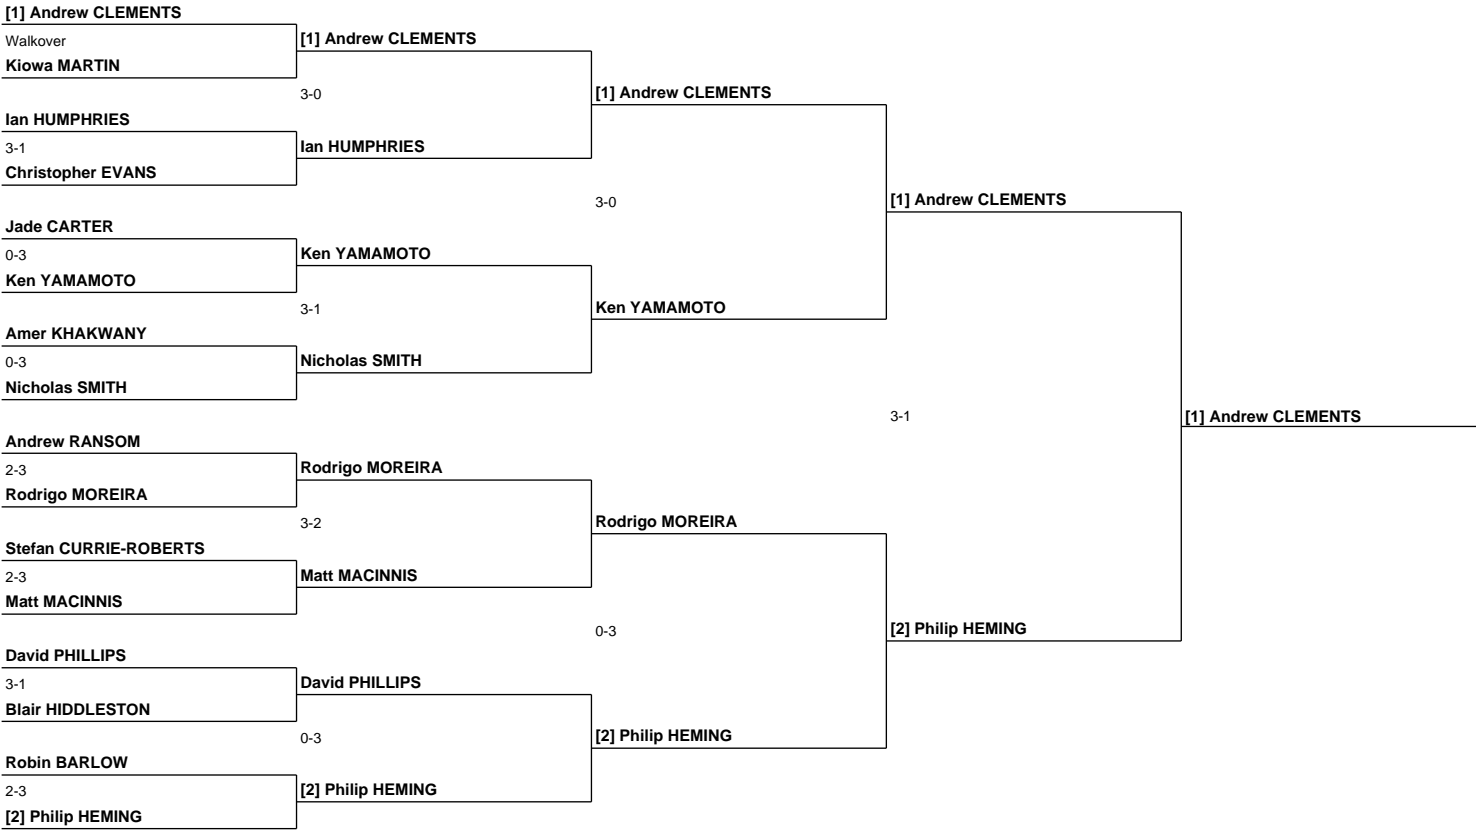 [1] Andrew CLEMENTS
Walkover
Kiowa MARTIN
Ian HUMPHRIES
3-1
Christopher EVANS
Jade CARTER
0-3
Ken YAMAMOTO
Amer KHAKWANY
0-3
Nicholas SMITH
Andrew RANSOM
2-3
Rodrigo MOREIRA
Stefan CURRIE-ROBERTS
2-3
Matt MACINNIS
David PHILLIPS
3-1
Blair HIDDLESTON
Robin BARLOW
2-3
[2] Philip HEMING
[1] Andrew CLEMENTS
3-0
Ian HUMPHRIES
Ken YAMAMOTO
3-1
Nicholas SMITH
Rodrigo MOREIRA
3-2
Matt MACINNIS
David PHILLIPS
0-3
[2] Philip HEMING
[1] Andrew CLEMENTS
3-0
Ken YAMAMOTO
Rodrigo MOREIRA
0-3
[2] Philip HEMING
[1] Andrew CLEMENTS
3-1
[2] Philip HEMING
[1] Andrew CLEMENTS